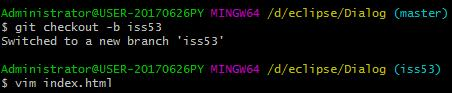 Administrator@USER-20170626PY MINGW64 /d/eclipse/Dialog (master)
$ git checkout -b iss53
Switched to a new branch 'iss53'
Administrator@USER-20170626PY MINGW64 /d/eclipse/Dialog (iss53)
$ vim index.html